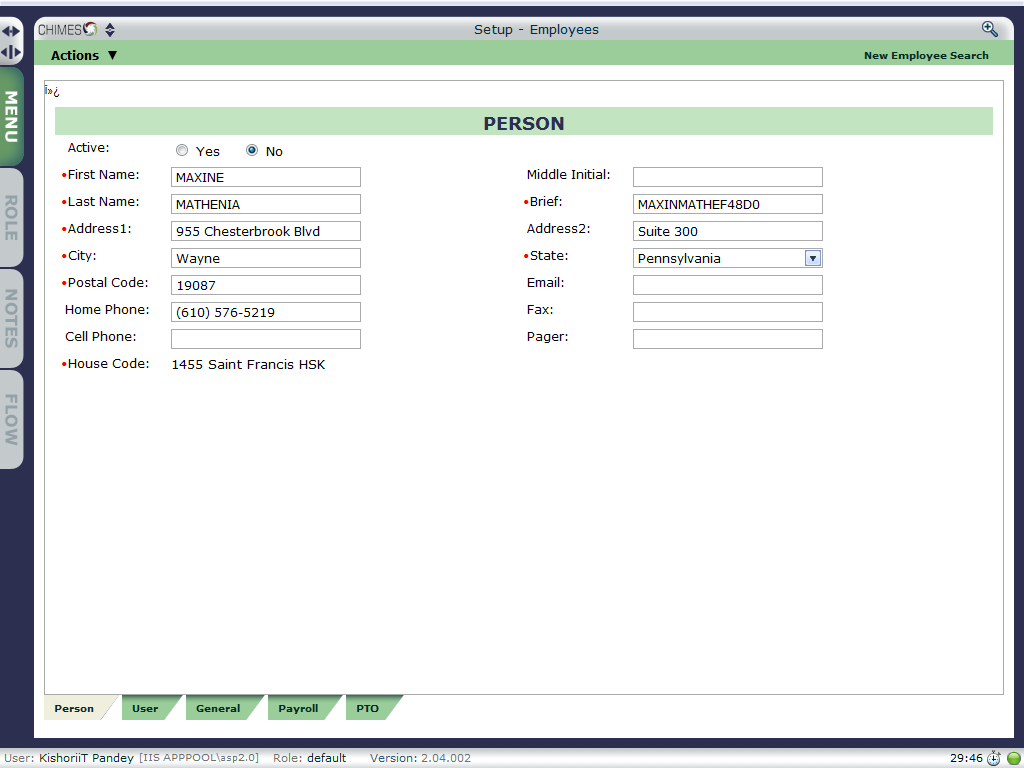 CHIMES Setup - Employees
Actions ▼ New Employee Search
MENU
ROLE
NOTES
FLOW
ï»¿
PERSON
Active: Yes No
•First Name: MAXINE Middle Initial:
•Last Name: MATHENIA •Brief: MAXINMATHEF48D0
•Address1: 955 Chesterbrook Blvd Address2: Suite 300
•City: Wayne •State: Pennsylvania
•Postal Code: 19087 Email:
Home Phone: (610) 576-5219 Fax:
Cell Phone: Pager:
•House Code: 1455 Saint Francis HSK
Person User General Payroll PTO
User: KishoriiT Pandey [IIS APPPOOL\asp2.0] Role: default Version: 2.04.002 29:46